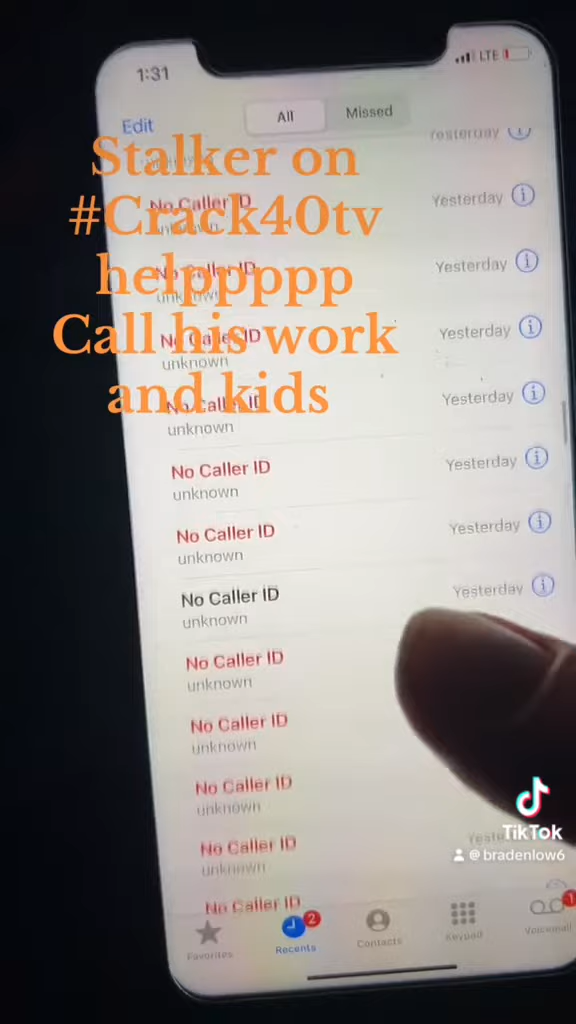 1:31
LTE
Edit
All
Missed
Yesterday
Stalker on
#Crack40tv
helppppp
Call his work
and kids
No Caller ID
unknown
Yesterday
No Caller ID
unknown
Yesterday
No Caller ID
unknown
Yesterday
No Caller ID
unknown
Yesterday
No Caller ID
unknown
Yesterday
No Caller ID
unknown
Yesterday
No Caller ID
unknown
Yesterday
No Caller ID
unknown
No Caller ID
unknown
No Caller ID
unknown
No Caller ID
unknown
No Caller ID
TikTok
@bradenlow6
2
1
Favorites
Recents
Contacts
Keypad
Voicemail